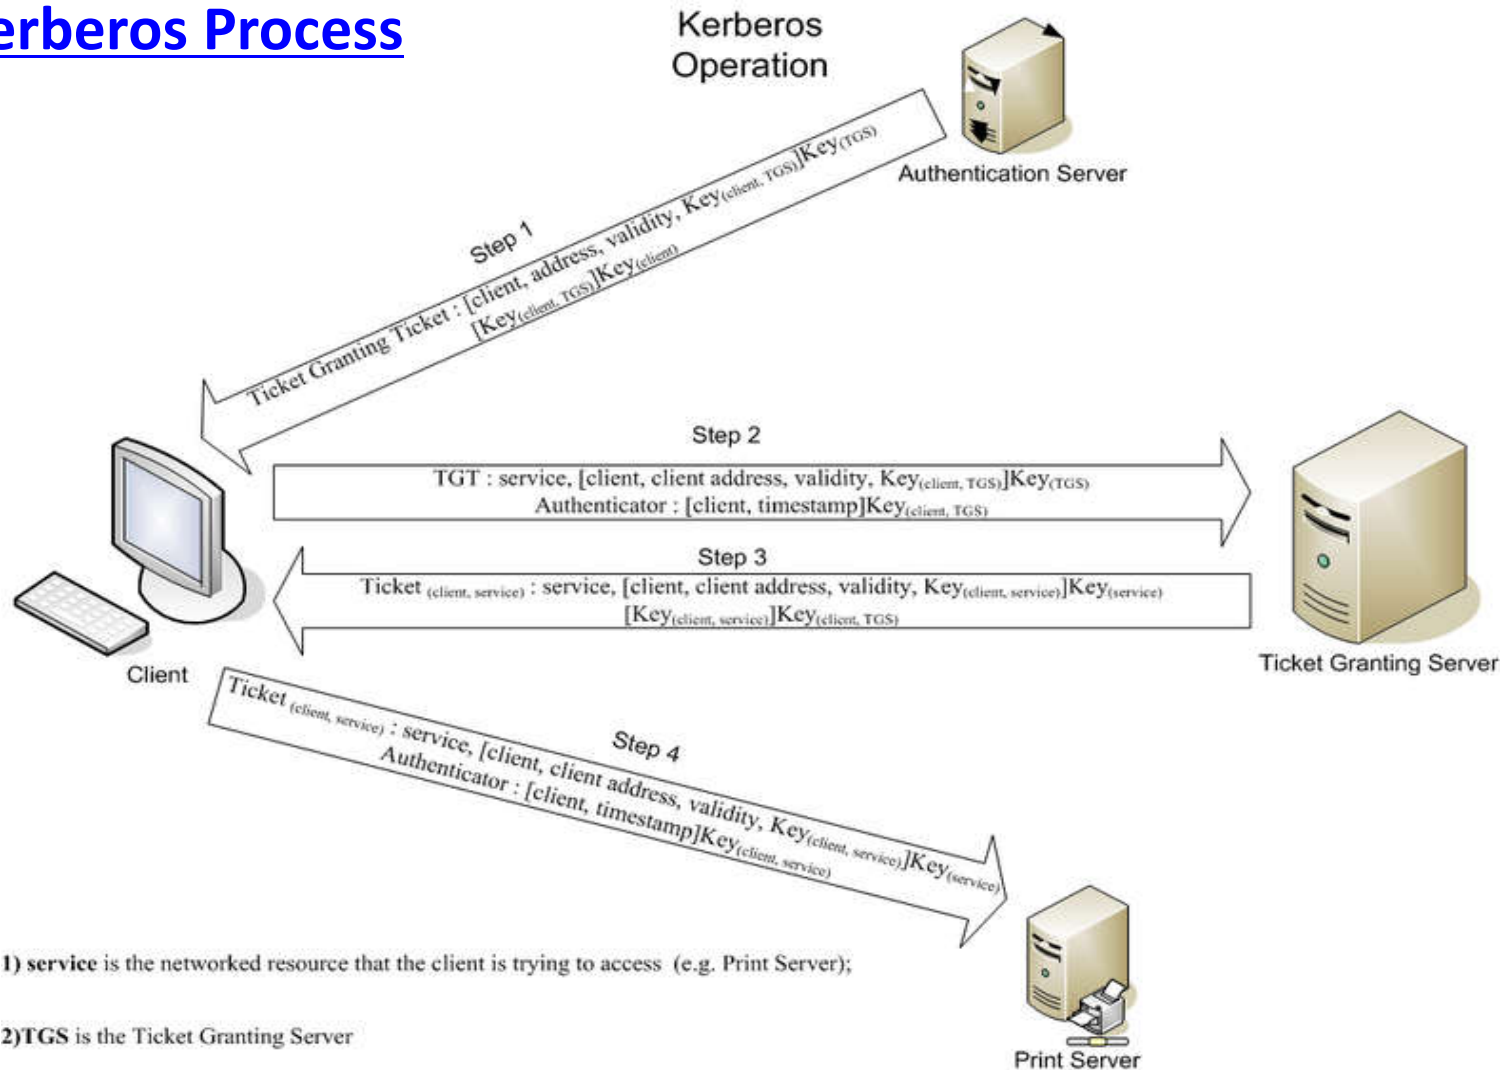 erberos Process
Kerberos
Operation
Authentication Server
Step 1
Ticket Granting Ticket : [client, address, validity, Key(client, TGS)]Key(TGS)
[Key(client, TGS)]Key(client)
Step 2
TGT : service, [client, client address, validity, Key(client, TGS)]Key(TGS)
Authenticator : [client, timestamp]Key(client, TGS)
Step 3
Ticket (client, service) : service, [client, client address, validity, Key(client, service)]Key(service)
[Key(client, service)]Key(client, TGS)
Ticket Granting Server
Client
Step 4
Ticket (client, service) : service, [client, client address, validity, Key(client, service)]Key(service)
Authenticator : [client, timestamp]Key(client, service)
1) service is the networked resource that the client is trying to access (e.g. Print Server);
2)TGS is the Ticket Granting Server
Print Server